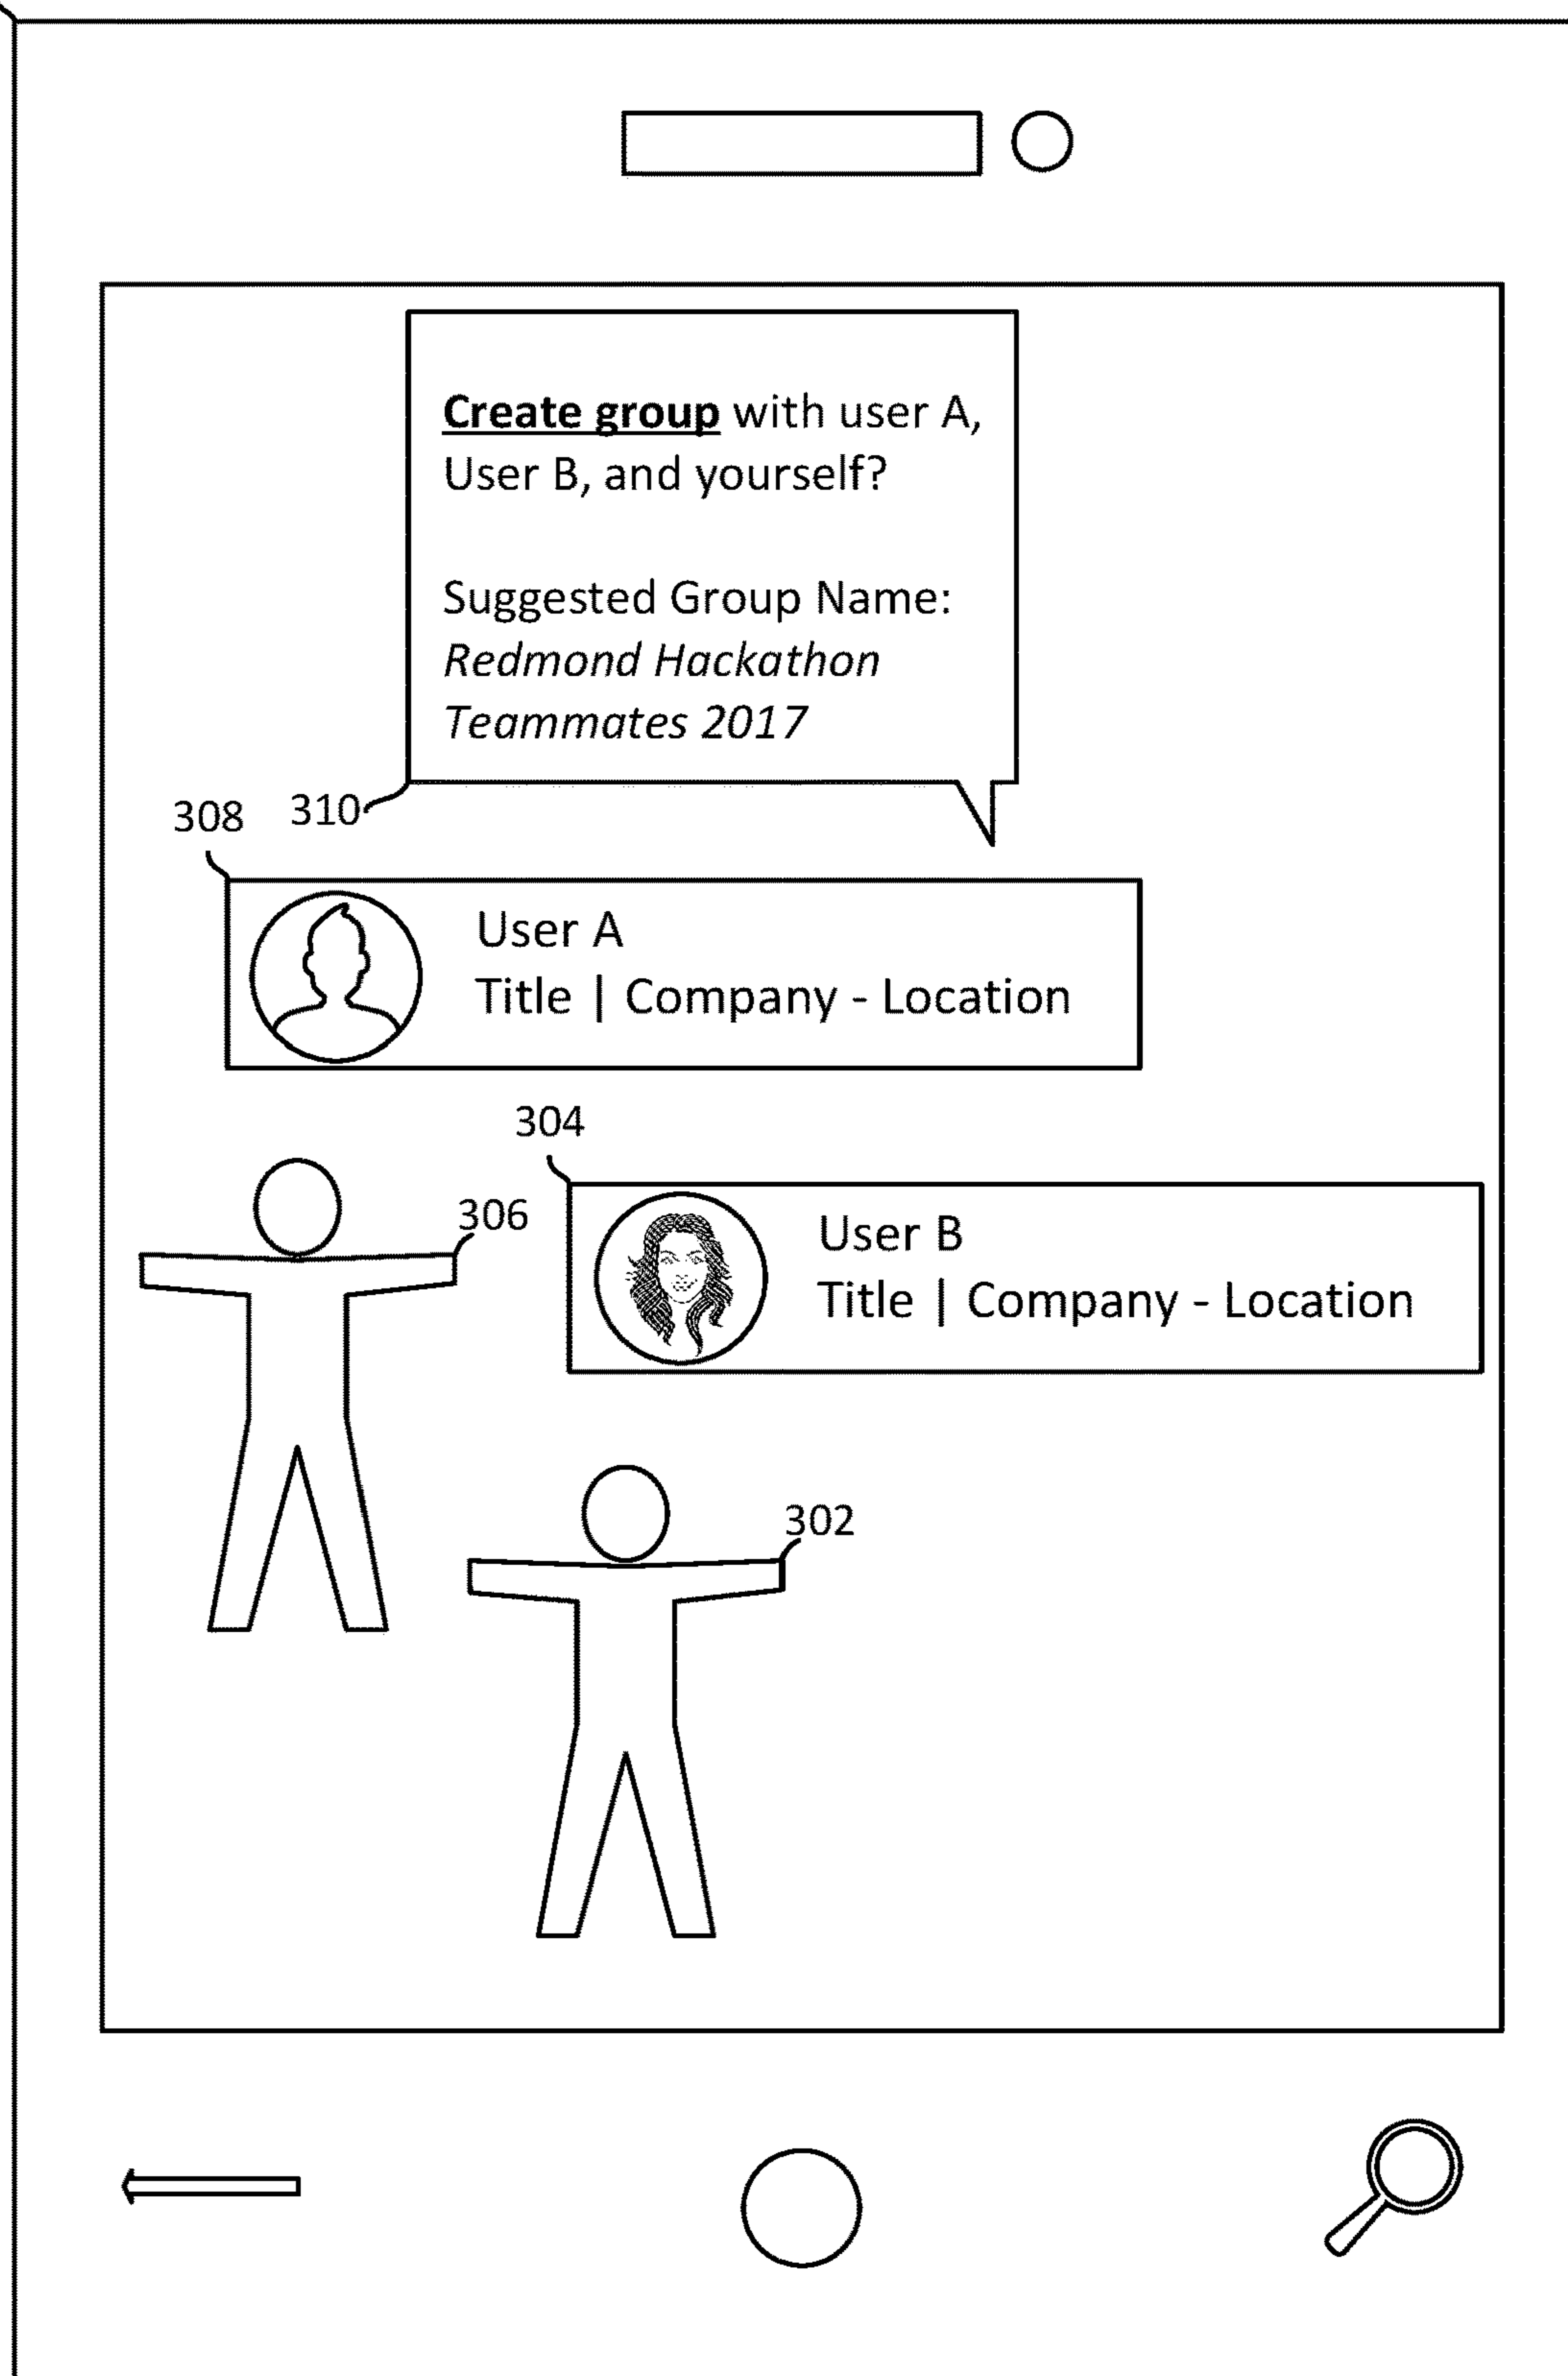 Create group with user A,
User B, and yourself?
Suggested Group Name:
Redmond Hackathon
Teammates 2017
308
310
User A
Title | Company - Location
304
306
User B
Title | Company - Location
302